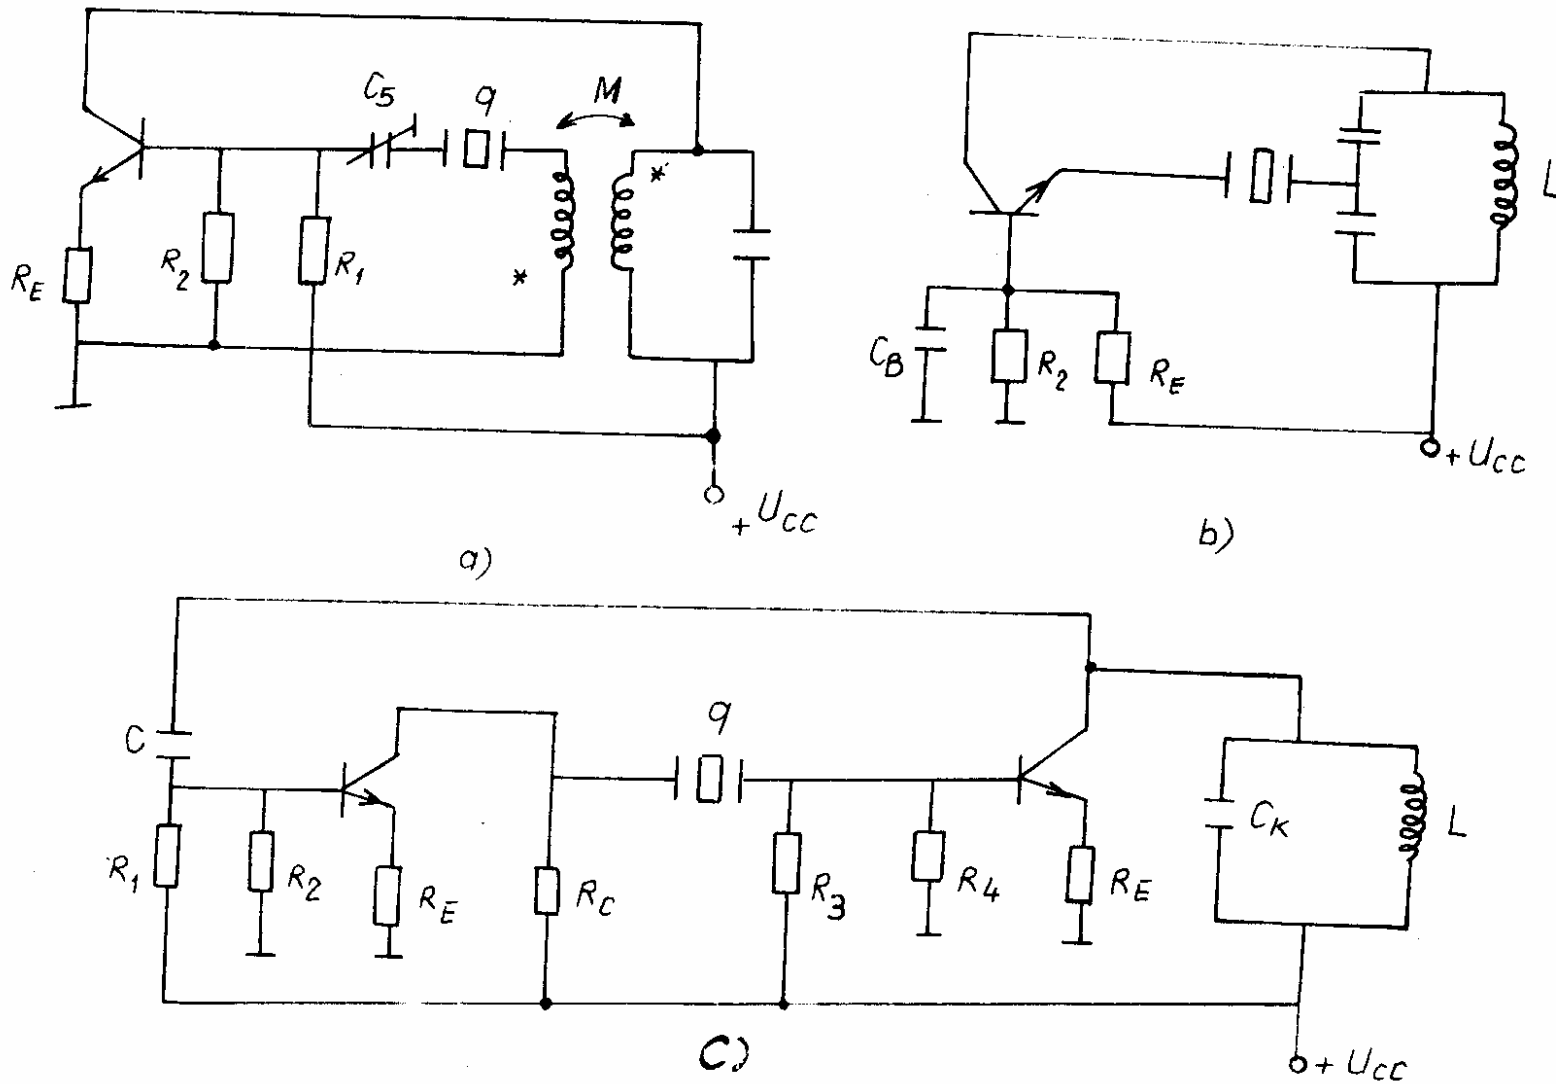 C5 q M
*
RE R2 R1
*
+ UCC
a)
L
CB R2 RE
+ UCC
b)
q
C
CK L
R1 R2 RE RC R3 R4 RE
C)
+ UCC